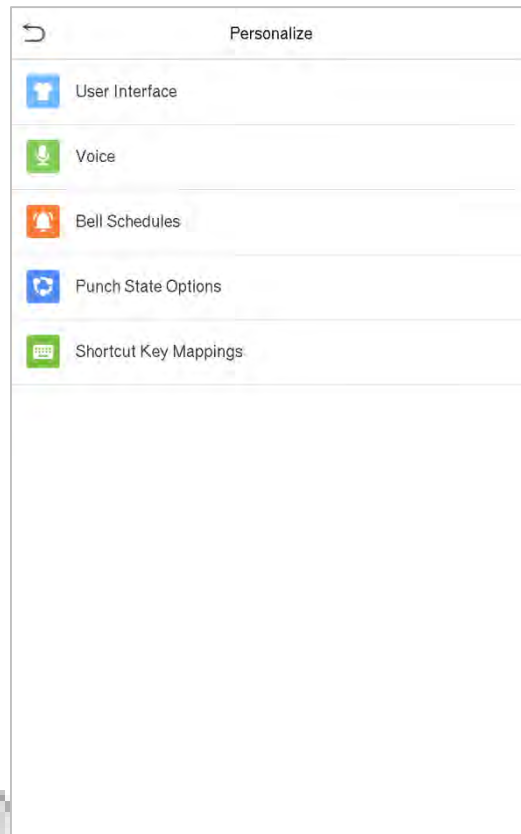 Personalize
User Interface
Voice
Bell Schedules
Punch State Options
Shortcut Key Mappings